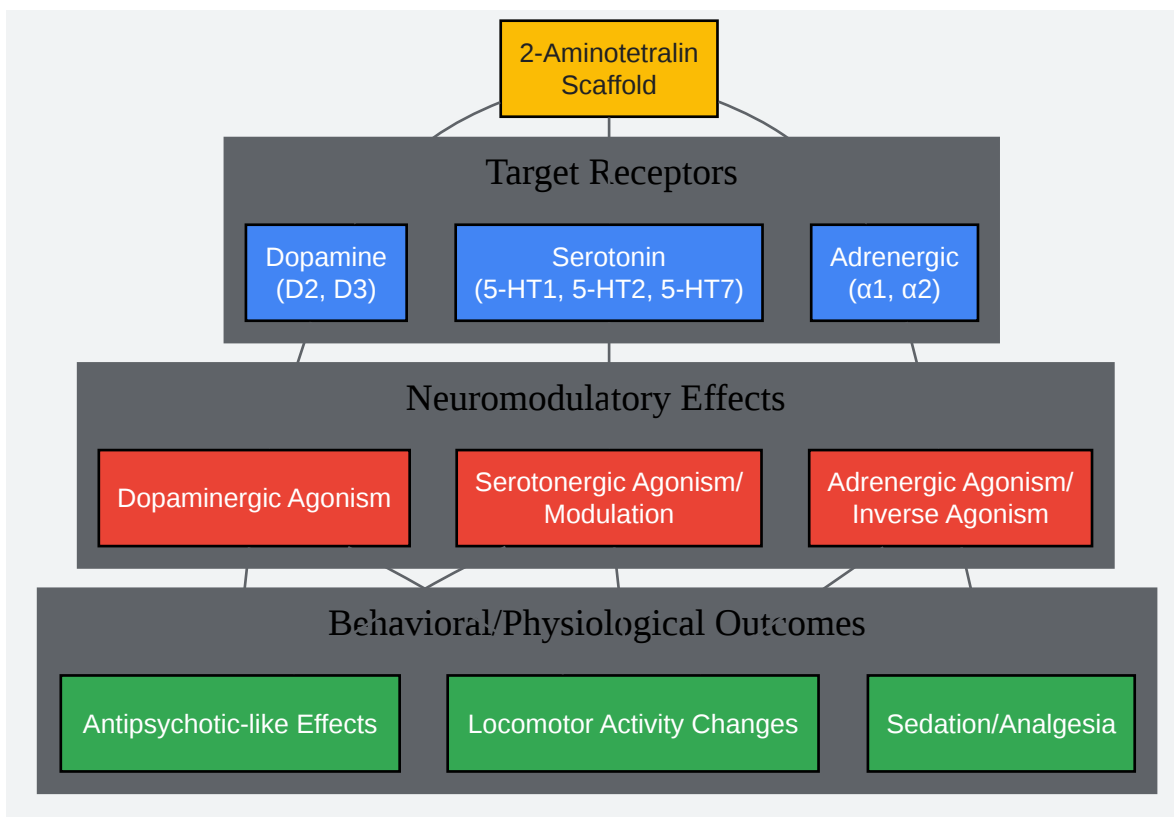 2-Aminotetralin
Scaffold
Target Receptors
Dopamine
(D2, D3)
Serotonin
(5-HT1, 5-HT2, 5-HT7)
Adrenergic
(α1, α2)
Neuromodulatory Effects
Dopaminergic Agonism
Serotonergic Agonism/
Modulation
Adrenergic Agonism/
Inverse Agonism
Behavioral/Physiological Outcomes
Antipsychotic-like Effects
Locomotor Activity Changes
Sedation/Analgesia